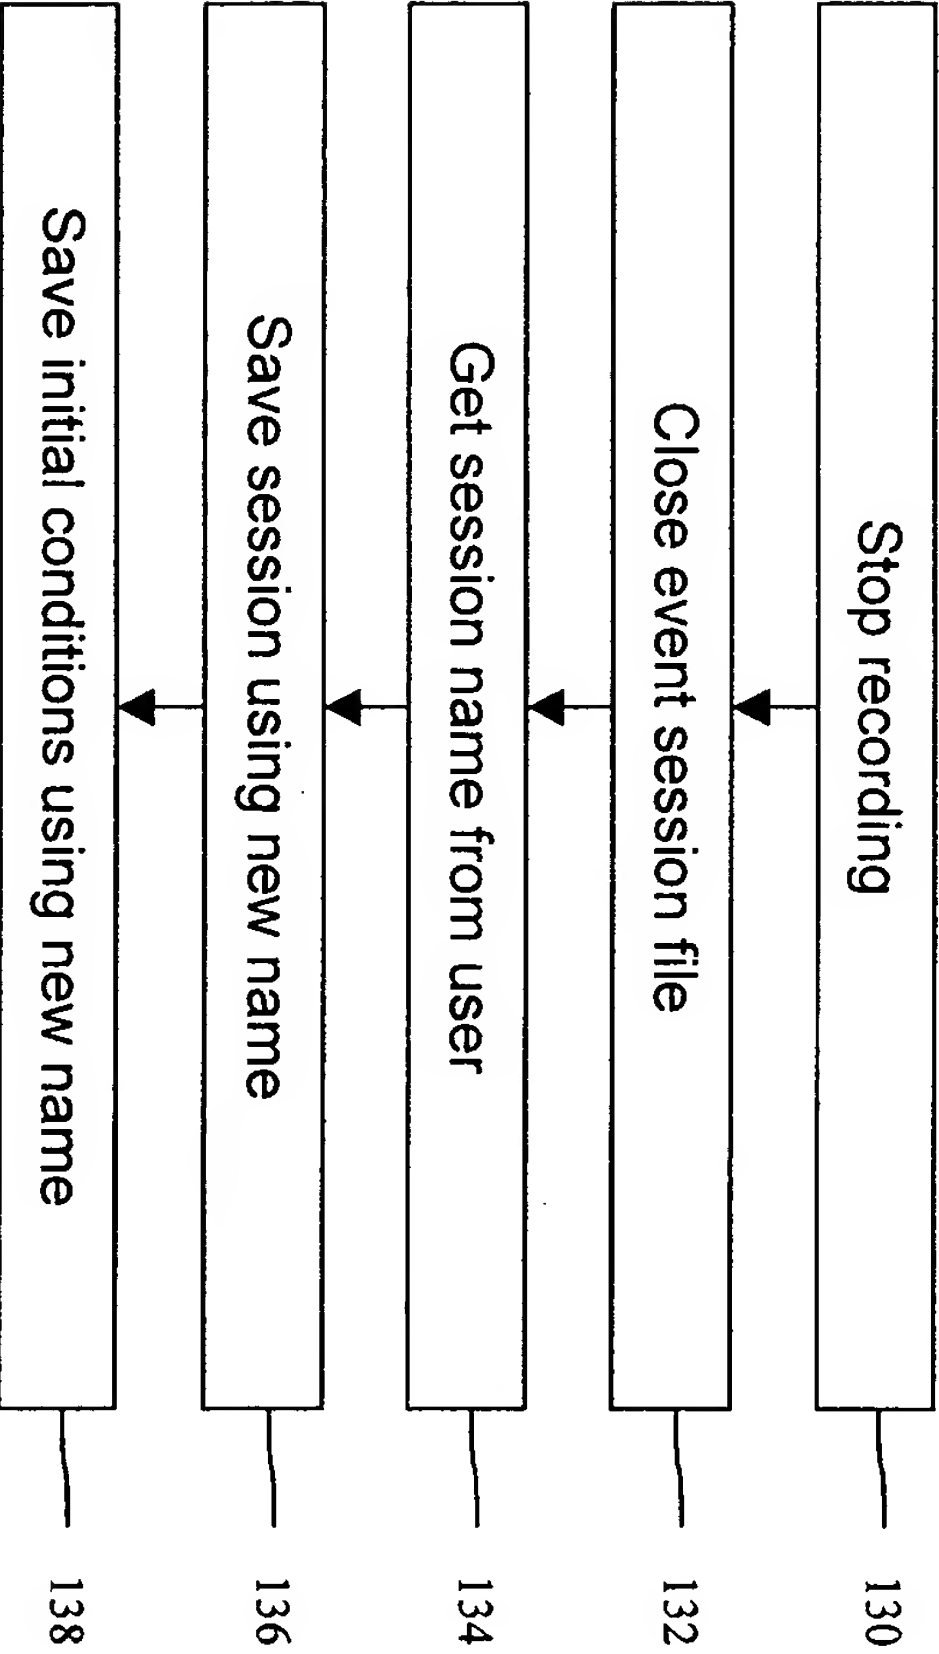 Stop recording
130
Close event session file
132
Get session name from user
134
Save session using new name
136
Save initial conditions using new name
138